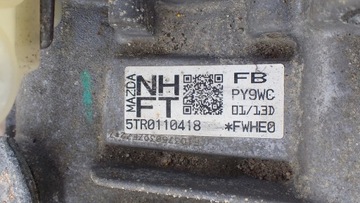 MAZDA
NH FB
FT PY9WC
01/13D
5TR0110418 *FWHE0